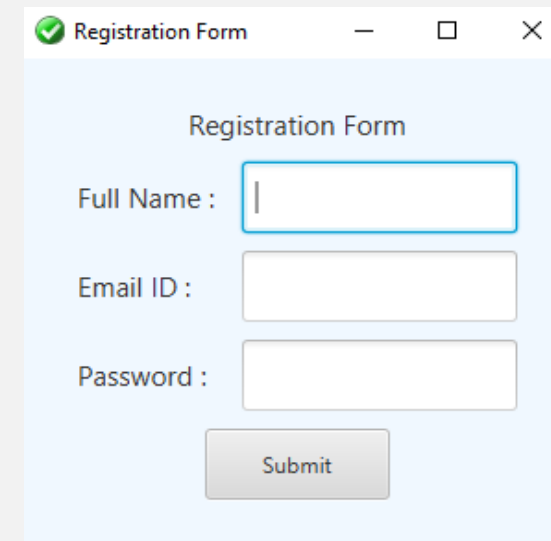 Registration Form
Registration Form
Full Name :
Email ID :
Password :
Submit